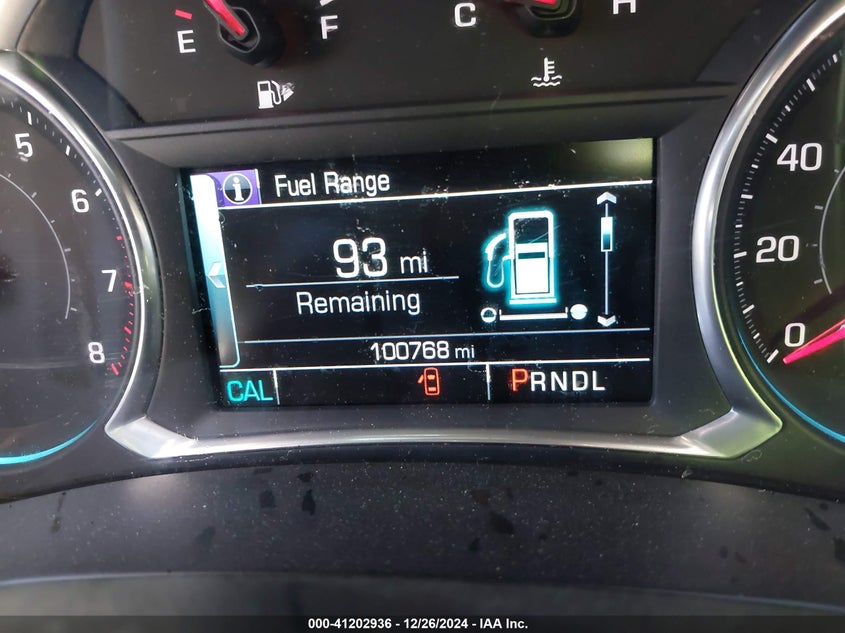 E F C H
5
6
7
8
i Fuel Range
93 mi
Remaining
100768 mi
CAL PRNDL
40
20
0
000-41202936 - 12/26/2024 - IAA Inc.